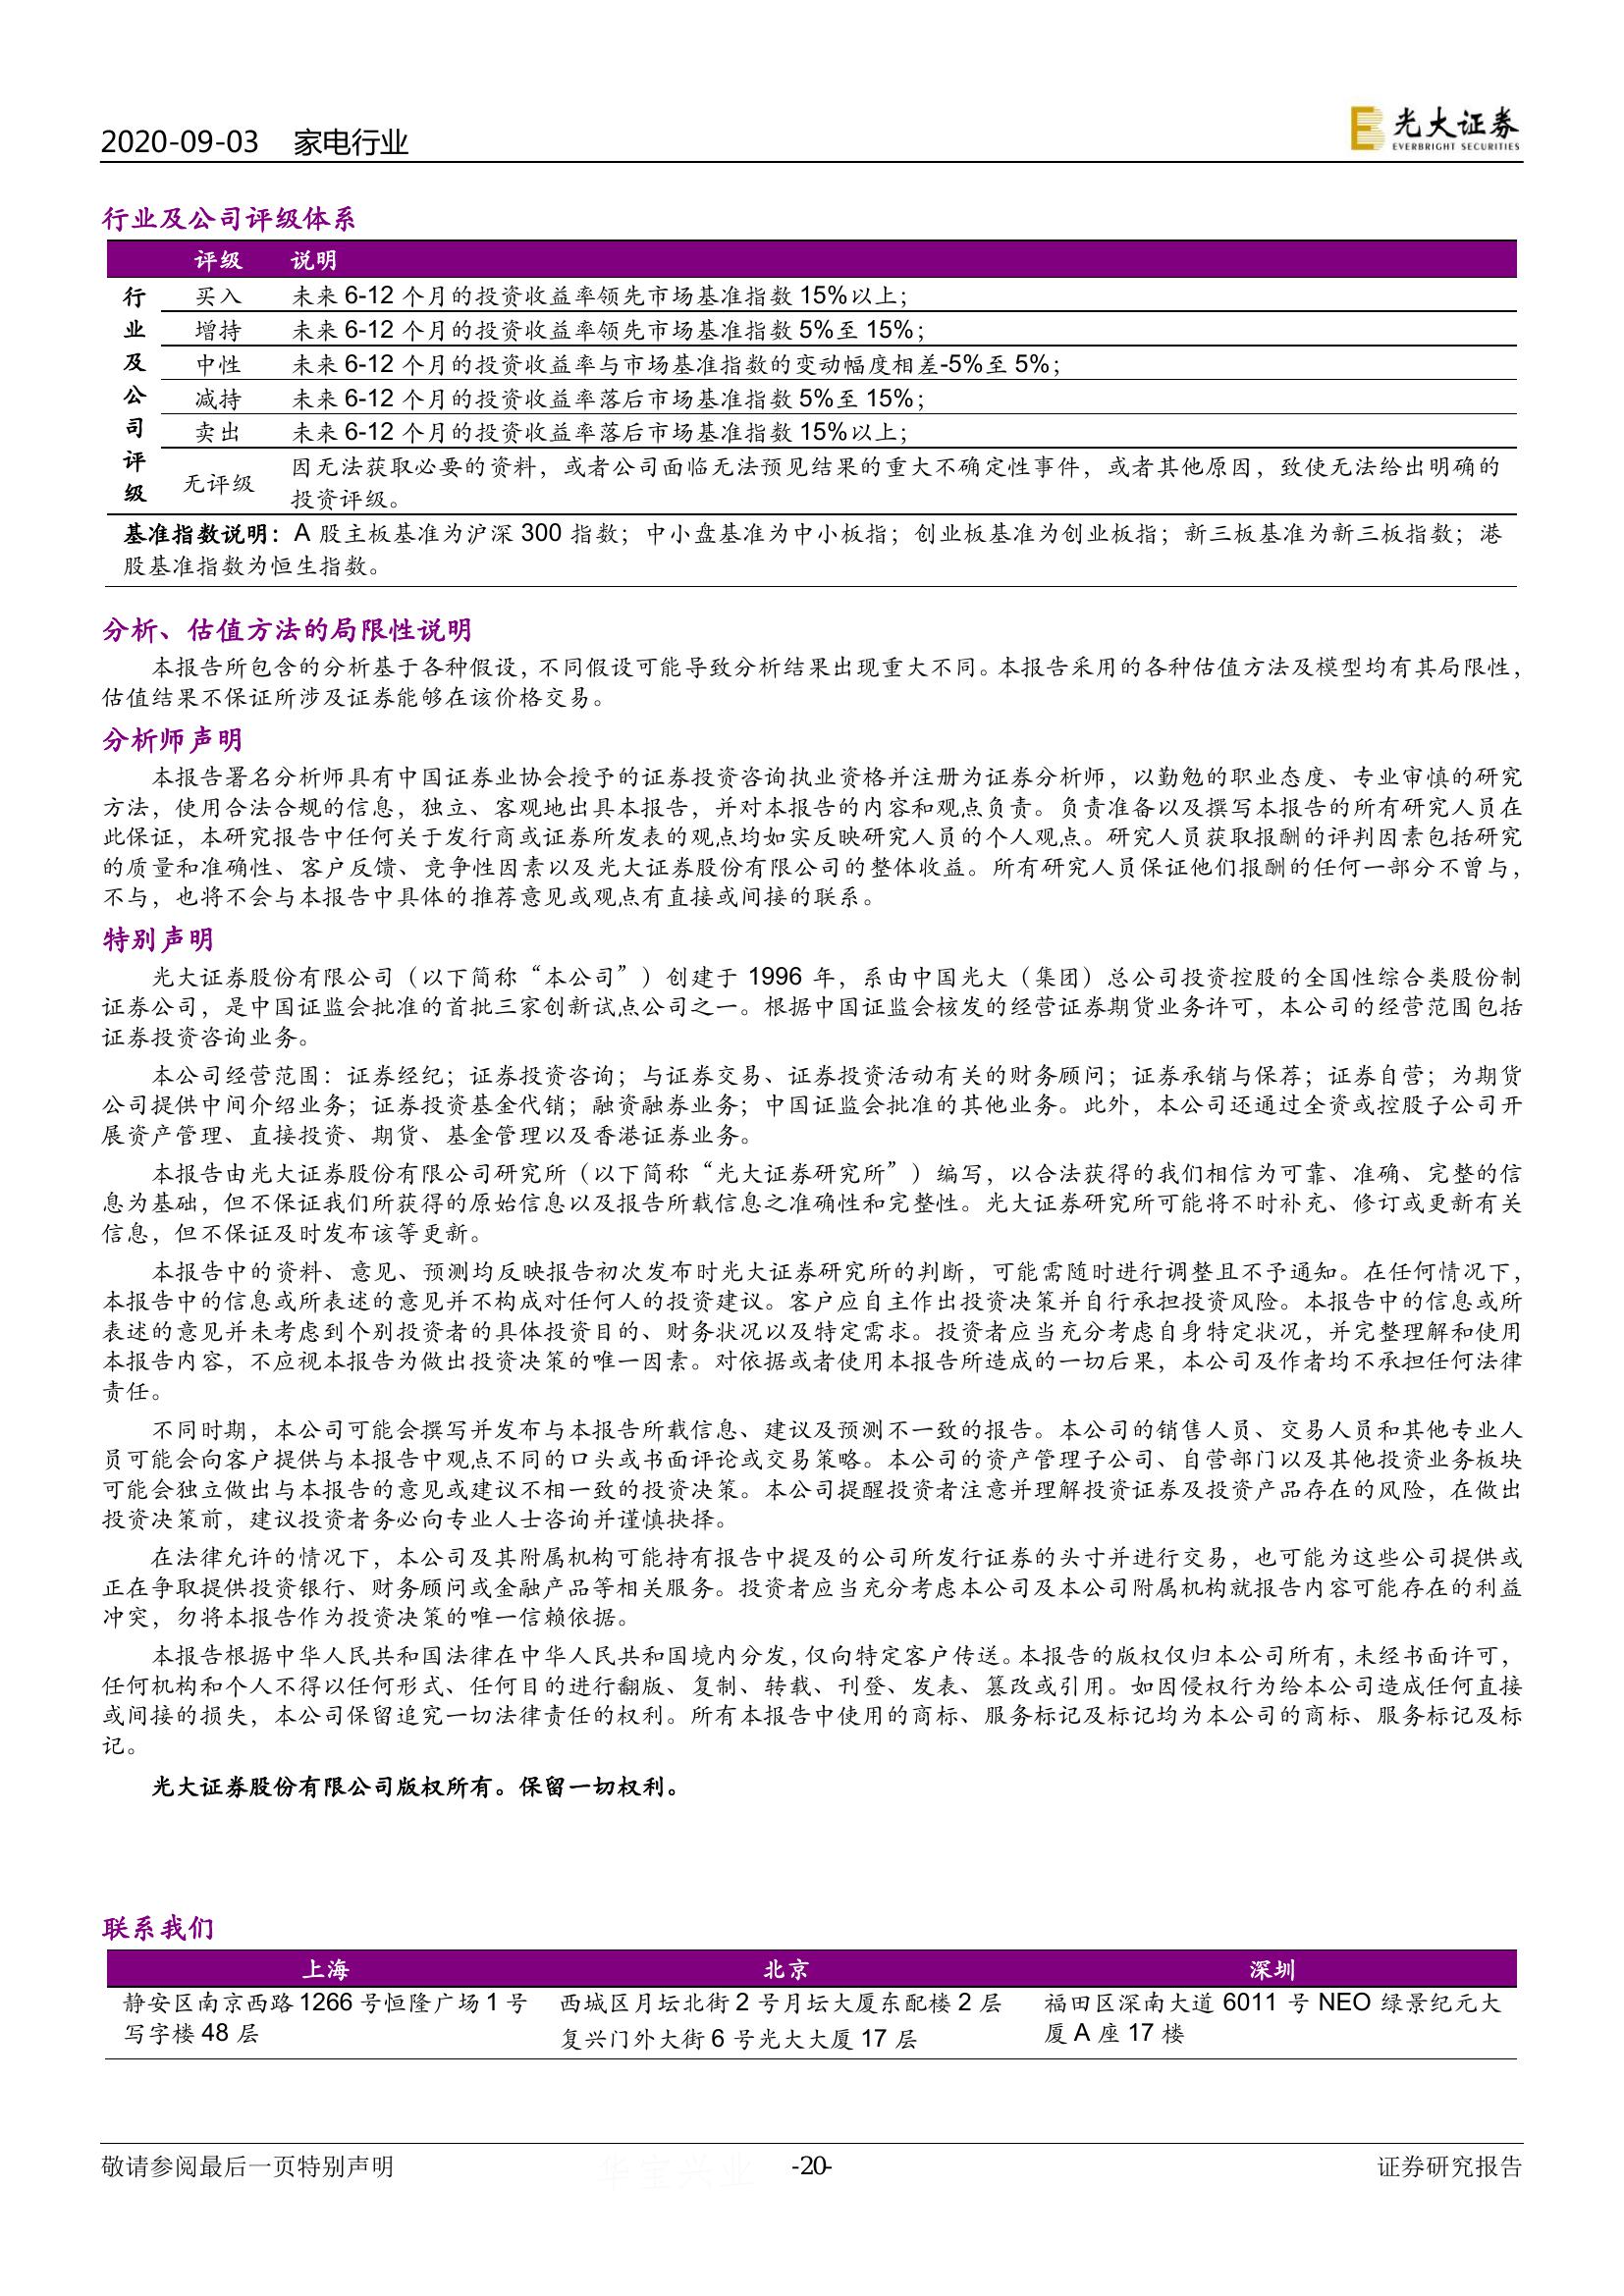 2020-09-03 家电行业
光大证券
EVERBRIGHT SECURITIES
行业及公司评级体系
评级 说明
行业及公司评级
买入 未来 6-12 个月的投资收益率领先市场基准指数 15%以上；
增持 未来 6-12 个月的投资收益率领先市场基准指数 5%至 15%；
中性 未来 6-12 个月的投资收益率与市场基准指数的变动幅度相差-5%至 5%；
减持 未来 6-12 个月的投资收益率落后市场基准指数 5%至 15%；
卖出 未来 6-12 个月的投资收益率落后市场基准指数 15%以上；
无评级 因无法获取必要的资料，或者公司面临无法预见结果的重大不确定性事件，或者其他原因，致使无法给出明确的
投资评级。
基准指数说明：A 股主板基准为沪深 300 指数；中小盘基准为中小板指；创业板基准为创业板指；新三板基准为新三板指数；港
股基准指数为恒生指数。
分析、估值方法的局限性说明
本报告所包含的分析基于各种假设，不同假设可能导致分析结果出现重大不同。本报告采用的各种估值方法及模型均有其局限性，
估值结果不保证所涉及证券能够在该价格交易。
分析师声明
本报告署名分析师具有中国证券业协会授予的证券投资咨询执业资格并注册为证券分析师，以勤勉的职业态度、专业审慎的研究
方法，使用合法合规的信息，独立、客观地出具本报告，并对本报告的内容和观点负责。负责准备以及撰写本报告的所有研究人员在
此保证，本研究报告中任何关于发行商或证券所发表的观点均如实反映研究人员的个人观点。研究人员获取报酬的评判因素包括研究
的质量和准确性、客户反馈、竞争性因素以及光大证券股份有限公司的整体收益。所有研究人员保证他们报酬的任何一部分不曾与，
不与，也将不会与本报告中具体的推荐意见或观点有直接或间接的联系。
特别声明
光大证券股份有限公司（以下简称“本公司”）创建于 1996 年，系由中国光大（集团）总公司投资控股的全国性综合类股份制
证券公司，是中国证监会批准的首批三家创新试点公司之一。根据中国证监会核发的经营证券期货业务许可，本公司的经营范围包括
证券投资咨询业务。
本公司经营范围：证券经纪；证券投资咨询；与证券交易、证券投资活动有关的财务顾问；证券承销与保荐；证券自营；为期货
公司提供中间介绍业务；证券投资基金代销；融资融券业务；中国证监会批准的其他业务。此外，本公司还通过全资或控股子公司开
展资产管理、直接投资、期货、基金管理以及香港证券业务。
本报告由光大证券股份有限公司研究所（以下简称“光大证券研究所”）编写，以合法获得的我们相信为可靠、准确、完整的信
息为基础，但不保证我们所获得的原始信息以及报告所载信息之准确性和完整性。光大证券研究所可能将不时补充、修订或更新有关
信息，但不保证及时发布该等更新。
本报告中的资料、意见、预测均反映报告初次发布时光大证券研究所的判断，可能需随时进行调整且不予通知。在任何情况下，
本报告中的信息或所表述的意见并不构成对任何人的投资建议。客户应自主作出投资决策并自行承担投资风险。本报告中的信息或所
表述的意见并未考虑到个别投资者的具体投资目的、财务状况以及特定需求。投资者应当充分考虑自身特定状况，并完整理解和使用
本报告内容，不应视本报告为做出投资决策的唯一因素。对依据或者使用本报告所造成的一切后果，本公司及作者均不承担任何法律
责任。
不同时期，本公司可能会撰写并发布与本报告所载信息、建议及预测不一致的报告。本公司的销售人员、交易人员和其他专业人
员可能会向客户提供与本报告中观点不同的口头或书面评论或交易策略。本公司的资产管理子公司、自营部门以及其他投资业务板块
可能会独立做出与本报告的意见或建议不相一致的投资决策。本公司提醒投资者注意并理解投资证券及投资产品存在的风险，在做出
投资决策前，建议投资者务必向专业人士咨询并谨慎抉择。
在法律允许的情况下，本公司及其附属机构可能持有报告中提及的公司所发行证券的头寸并进行交易，也可能为这些公司提供或
正在争取提供投资银行、财务顾问或金融产品等相关服务。投资者应当充分考虑本公司及本公司附属机构就报告内容可能存在的利益
冲突，勿将本报告作为投资决策的唯一信赖依据。
本报告根据中华人民共和国法律在中华人民共和国境内分发，仅向特定客户传送。本报告的版权仅归本公司所有，未经书面许可，
任何机构和个人不得以任何形式、任何目的进行翻版、复制、转载、刊登、发表、篡改或引用。如因侵权行为给本公司造成任何直接
或间接的损失，本公司保留追究一切法律责任的权利。所有本报告中使用的商标、服务标记及标记均为本公司的商标、服务标记及标
记。
光大证券股份有限公司版权所有。保留一切权利。
联系我们
上海 北京 深圳
静安区南京西路 1266 号恒隆广场 1 号
写字楼 48 层
西城区月坛北街 2 号月坛大厦东配楼 2 层
复兴门外大街 6 号光大大厦 17 层
福田区深南大道 6011 号 NEO 绿景纪元大
厦 A 座 17 楼
敬请参阅最后一页特别声明
华宝兴业
-20-
证券研究报告